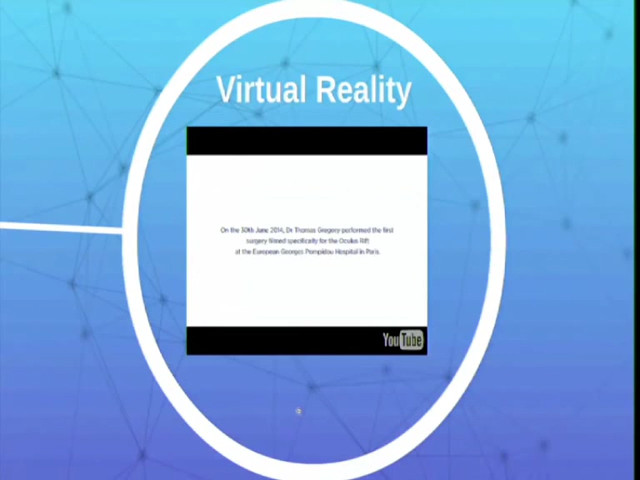 Virtual Reality
On the 30th June 2014, Dr Thomas Gregory performed the first
surgery filmed specifically for the Oculus Rift
at the European Georges Pompidou Hospital in Paris.
YouTube